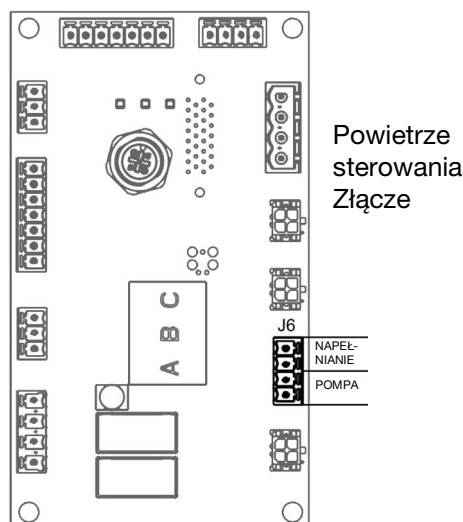 Powietrze
sterowania
Złącze
A B C
J6
NAPEŁ-
NIANIE
POMPA